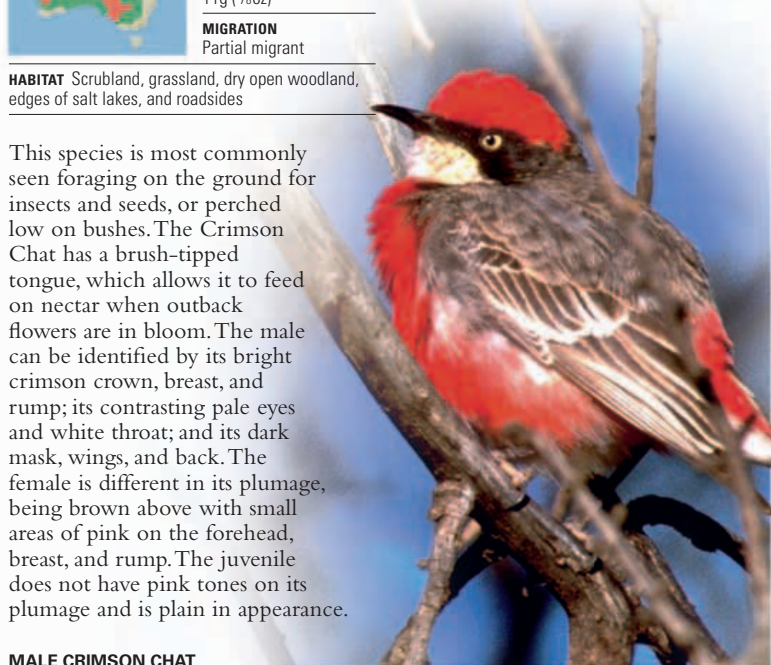 MIGRATION
Partial migrant
HABITAT Scrubland, grassland, dry open woodland,
edges of salt lakes, and roadsides
This species is most commonly
seen foraging on the ground for
insects and seeds, or perched
low on bushes. The Crimson
Chat has a brush-tipped
tongue, which allows it to feed
on nectar when outback
flowers are in bloom. The male
can be identified by its bright
crimson crown, breast, and
rump; its contrasting pale eyes
and white throat; and its dark
mask, wings, and back. The
female is different in its plumage,
being brown above with small
areas of pink on the forehead,
breast, and rump. The juvenile
does not have pink tones on its
plumage and is plain in appearance.
MALE CRIMSON CHAT